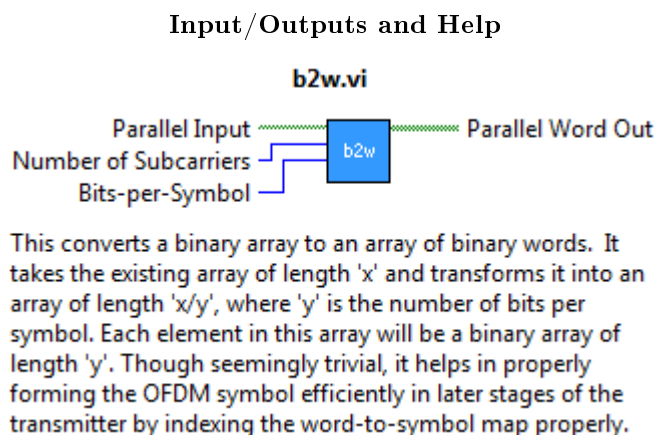 Input/Outputs and Help
b2w.vi
Parallel Input
Parallel Word Out
Number of Subcarriers
b2w
Bits-per-Symbol
This converts a binary array to an array of binary words.  It
takes the existing array of length 'x' and transforms it into an
array of length 'x/y', where 'y' is the number of bits per
symbol. Each element in this array will be a binary array of
length 'y'. Though seemingly trivial, it helps in properly
forming the OFDM symbol efficiently in later stages of the
transmitter by indexing the word-to-symbol map properly.